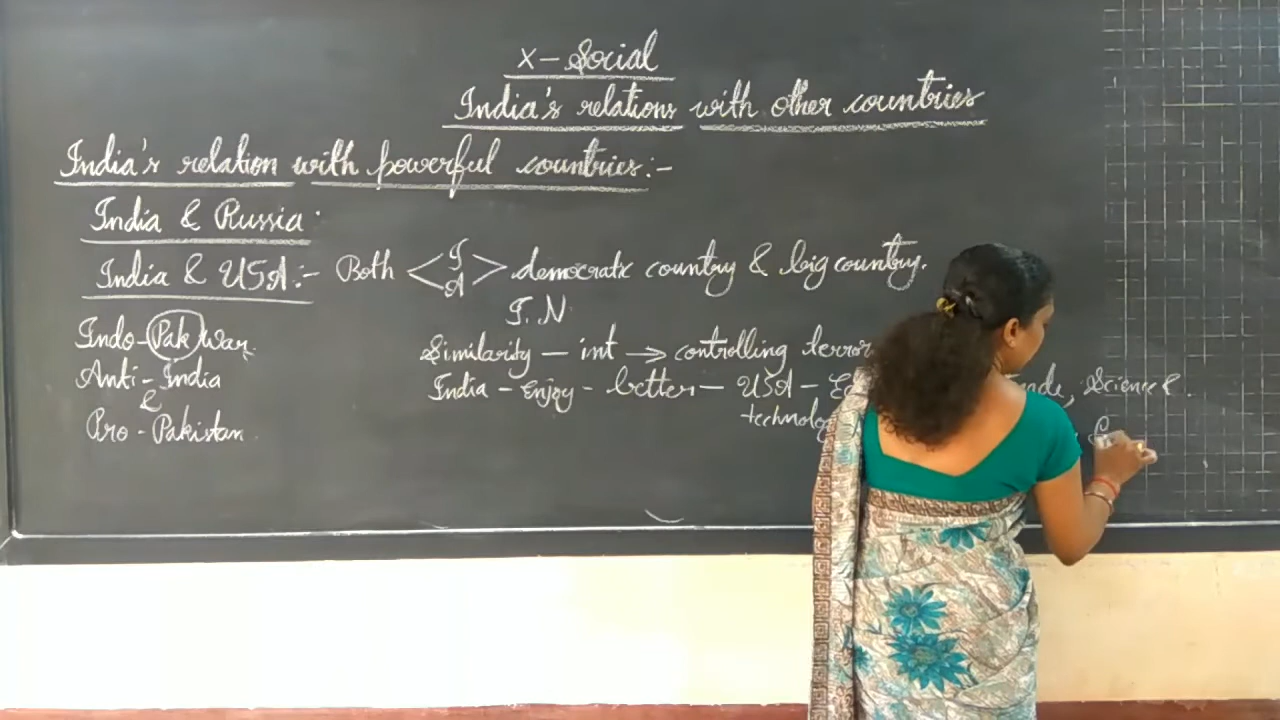 X - Social
India's relations with other countries
India's relation with powerful countries:-
India & Russia
India & USA:- Both < I A > democratic country & big country.
I.N
Indo-Pak War
Similarity - int → controlling terror
Anti - India
India - Enjoy - better - USA - Science &
&
technolog
Pro - Pakistan